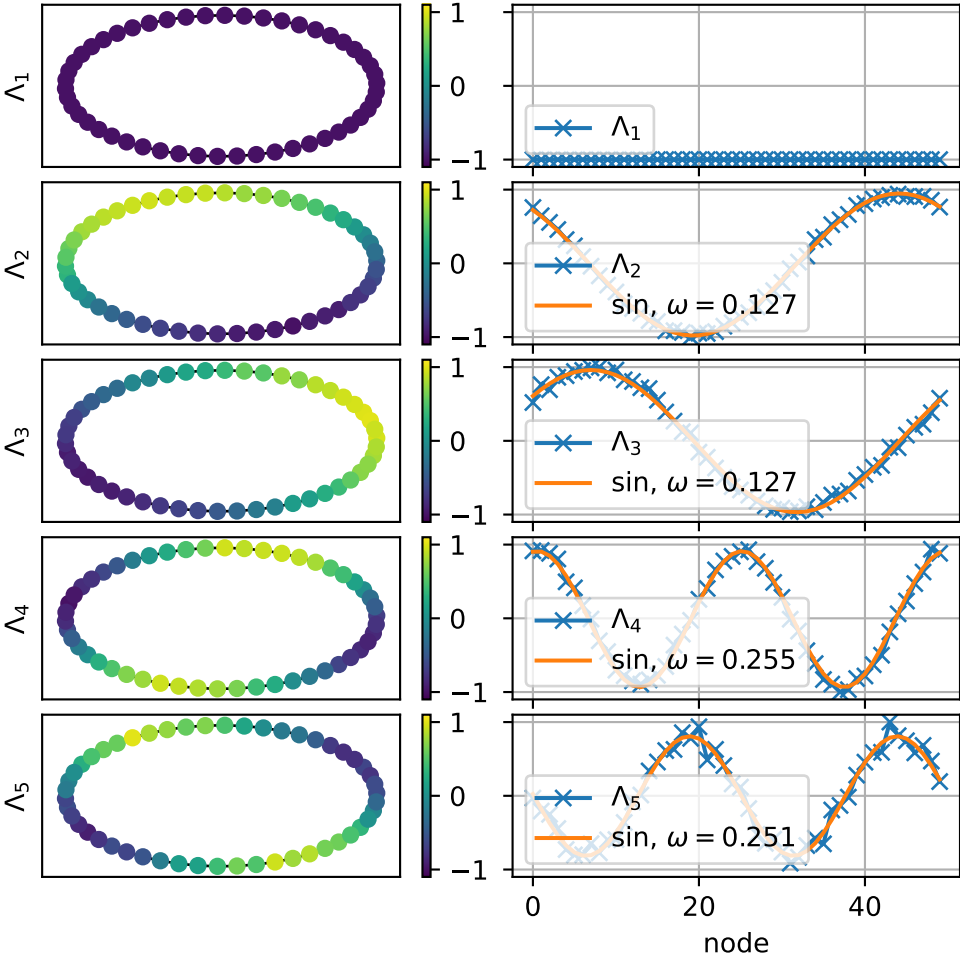 Λ1
1
0
−1
Λ1
Λ2
1
0
−1
Λ2
sin, ω = 0.127
Λ3
1
0
−1
Λ3
sin, ω = 0.127
Λ4
1
0
−1
Λ4
sin, ω = 0.255
Λ5
1
0
−1
Λ5
sin, ω = 0.251
0 20 40
node